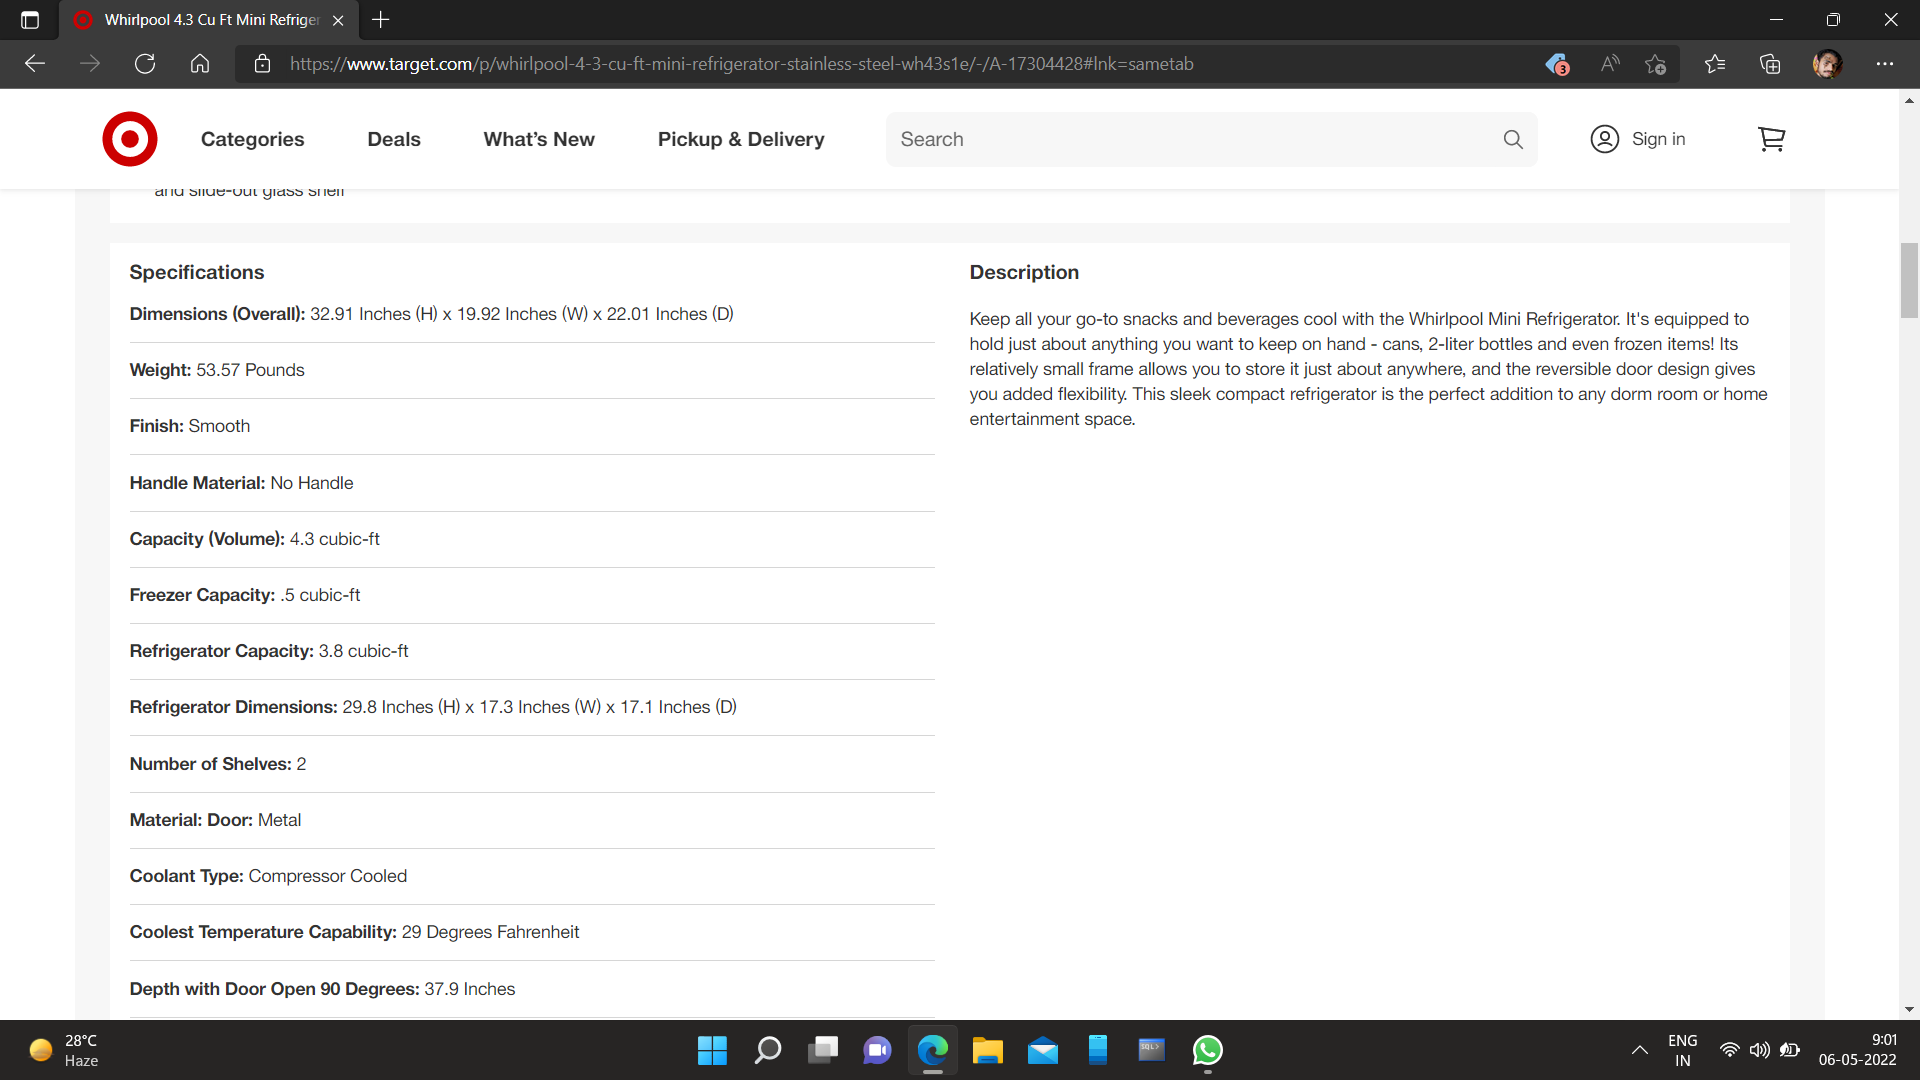 Whirlpool 4.3 Cu Ft Mini Refriger
https://www.target.com/p/whirlpool-4-3-cu-ft-mini-refrigerator-stainless-steel-wh43s1e/-/A-17304428#lnk=sametab
3
Categories
Deals
What's New
Pickup & Delivery
Search
Sign in
and slide-out glass shelf
Specifications
Dimensions (Overall): 32.91 Inches (H) x 19.92 Inches (W) x 22.01 Inches (D)
Weight: 53.57 Pounds
Finish: Smooth
Handle Material: No Handle
Capacity (Volume): 4.3 cubic-ft
Freezer Capacity: .5 cubic-ft
Refrigerator Capacity: 3.8 cubic-ft
Refrigerator Dimensions: 29.8 Inches (H) x 17.3 Inches (W) x 17.1 Inches (D)
Number of Shelves: 2
Material: Door: Metal
Coolant Type: Compressor Cooled
Coolest Temperature Capability: 29 Degrees Fahrenheit
Depth with Door Open 90 Degrees: 37.9 Inches
Description
Keep all your go-to snacks and beverages cool with the Whirlpool Mini Refrigerator. It's equipped to
hold just about anything you want to keep on hand - cans, 2-liter bottles and even frozen items! Its
relatively small frame allows you to store it just about anywhere, and the reversible door design gives
you added flexibility. This sleek compact refrigerator is the perfect addition to any dorm room or home
entertainment space.
28°C
Haze
SQL>
ENG
IN
9:01
06-05-2022